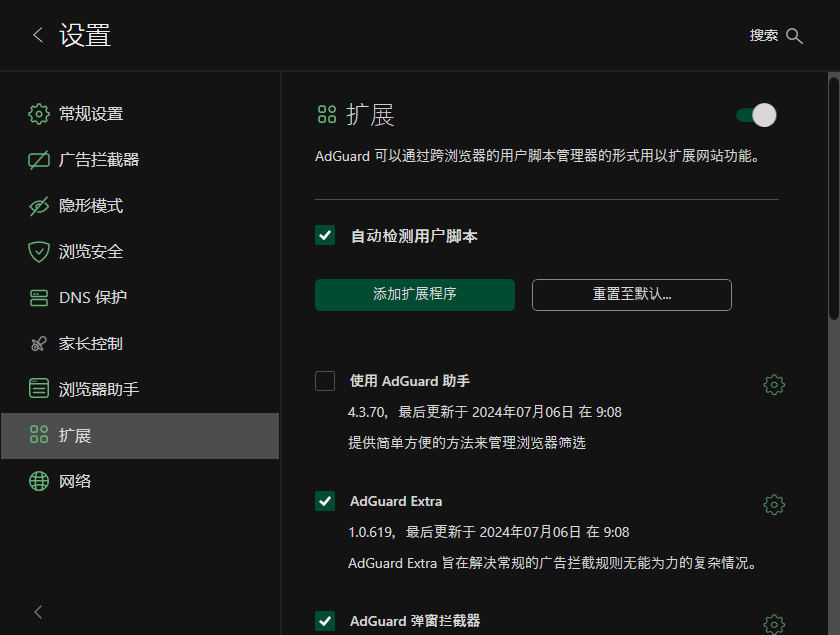 设置
搜索
常规设置
广告拦截器
隐形模式
浏览安全
DNS 保护
家长控制
浏览器助手
扩展
网络
扩展
AdGuard 可以通过跨浏览器的用户脚本管理器的形式用以扩展网站功能。
自动检测用户脚本
添加扩展程序
重置至默认...
使用 AdGuard 助手
4.3.70，最后更新于 2024年07月06日 在 9:08
提供简单方便的方法来管理浏览器筛选
AdGuard Extra
1.0.619，最后更新于 2024年07月06日 在 9:08
AdGuard Extra 旨在解决常规的广告拦截规则无能为力的复杂情况。
AdGuard 弹窗拦截器